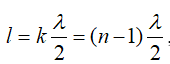 l = k λ/2 = (n − 1) λ/2,